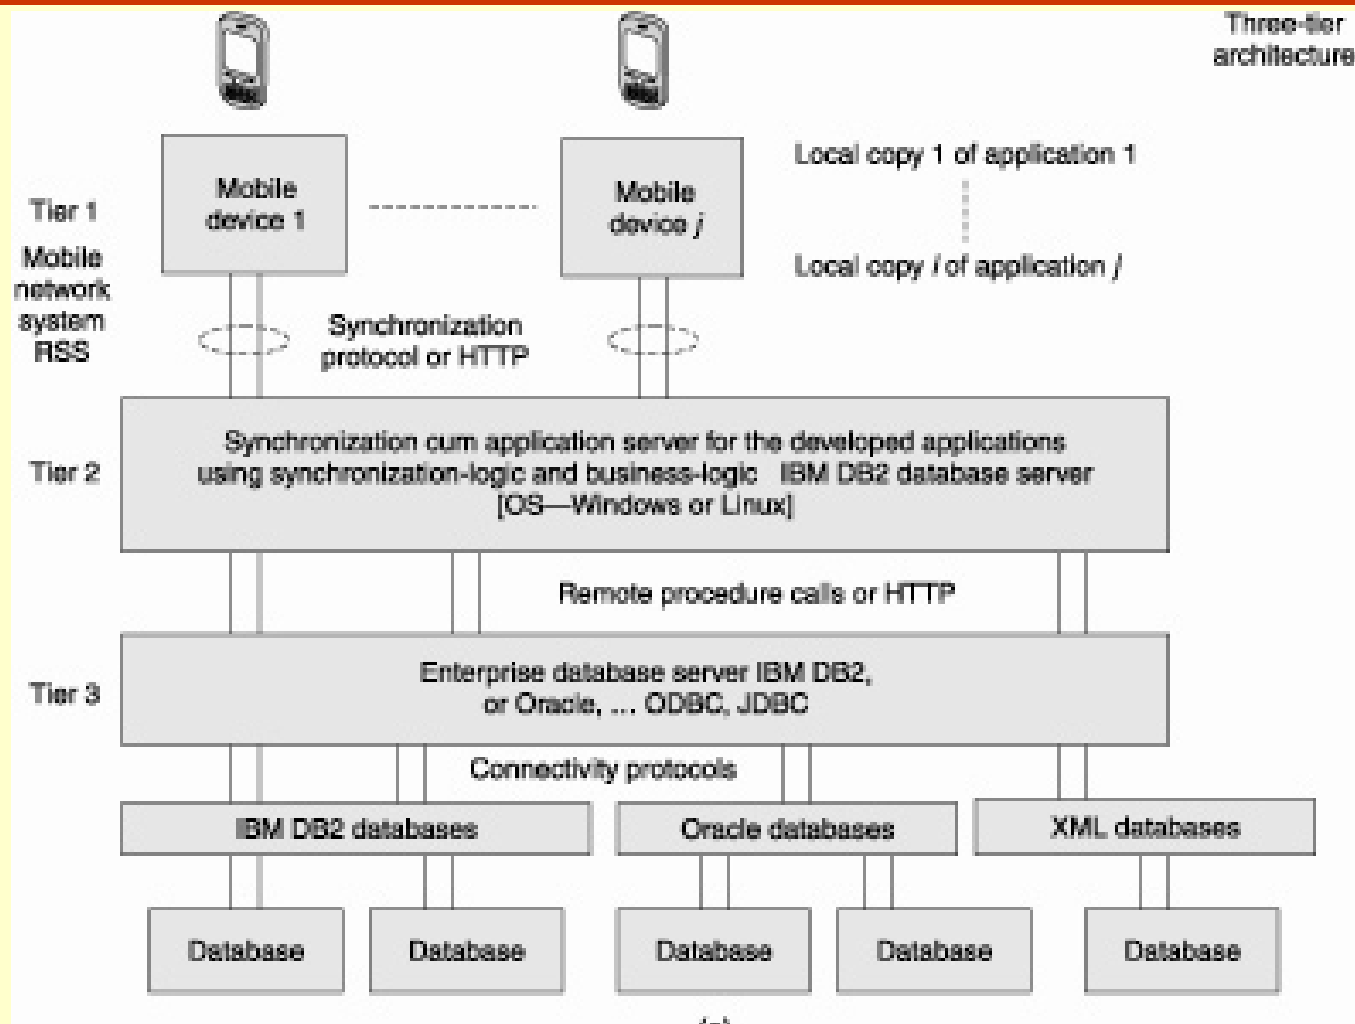 Three-tier
architecture
Mobile
device 1
Mobile
device j
Local copy 1 of application 1
Local copy i of application j
Tier 1
Mobile
network
system
RSS
Synchronization
protocol or HTTP
Tier 2
Synchronization cum application server for the developed applications
using synchronization-logic and business-logic IBM DB2 database server
[OS—Windows or Linux]
Remote procedure calls or HTTP
Tier 3
Enterprise database server IBM DB2,
or Oracle, ... ODBC, JDBC
Connectivity protocols
IBM DB2 databases
Oracle databases
XML databases
Database
Database
Database
Database
Database